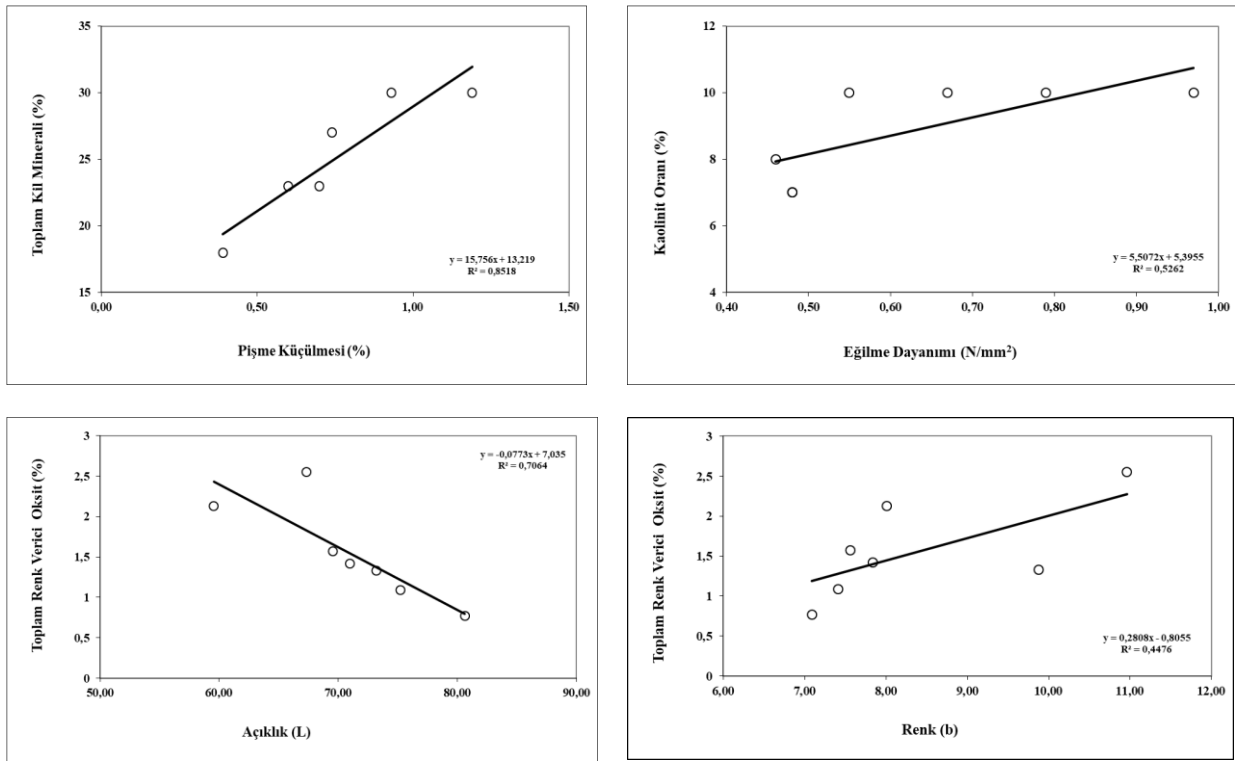 35
30
25
20
15
Toplam Kil Minerali (%)
y = 15,756x + 13,219
R² = 0,8518
0,00 0,50 1,00 1,50
Pişme Küçülmesi (%)
12
10
8
6
4
Kaolinit Oranı (%)
y = 5,5072x + 5,3955
R² = 0,5262
0,40 0,50 0,60 0,70 0,80 0,90 1,00
Eğilme Dayanımı (N/mm²)
3
2,5
2
1,5
1
0,5
0
Toplam Renk Verici Oksit (%)
y = -0,0773x + 7,035
R² = 0,7064
50,00 60,00 70,00 80,00 90,00
Açıklık (L)
3
2,5
2
1,5
1
0,5
0
Toplam Renk Verici Oksit (%)
y = 0,2808x - 0,8055
R² = 0,4476
6,00 7,00 8,00 9,00 10,00 11,00 12,00
Renk (b)